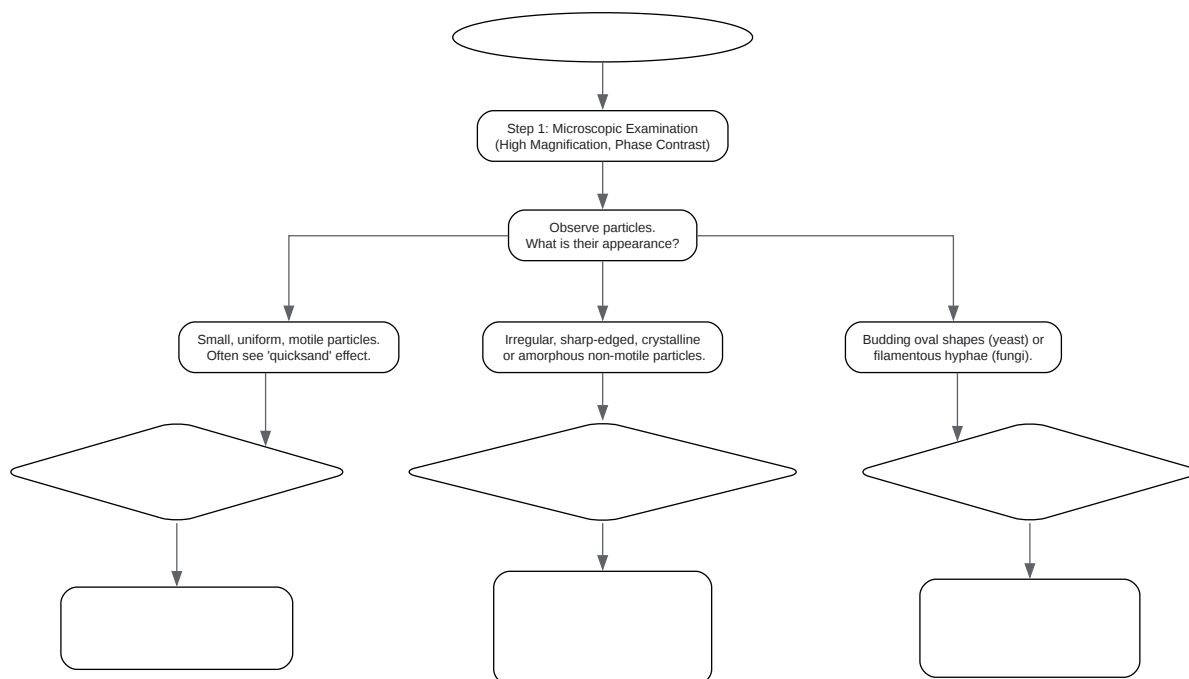 Step 1: Microscopic Examination
(High Magnification, Phase Contrast)
Observe particles.
What is their appearance?
Small, uniform, motile particles.
Often see 'quicksand' effect.
Irregular, sharp-edged, crystalline
or amorphous non-motile particles.
Budding oval shapes (yeast) or
filamentous hyphae (fungi).